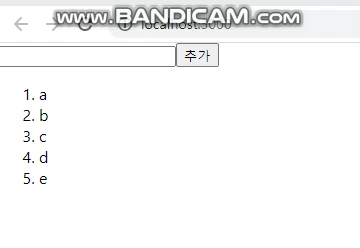 www.BANDICAM.com
localhost:3000
추가
1. a
2. b
3. c
4. d
5. e